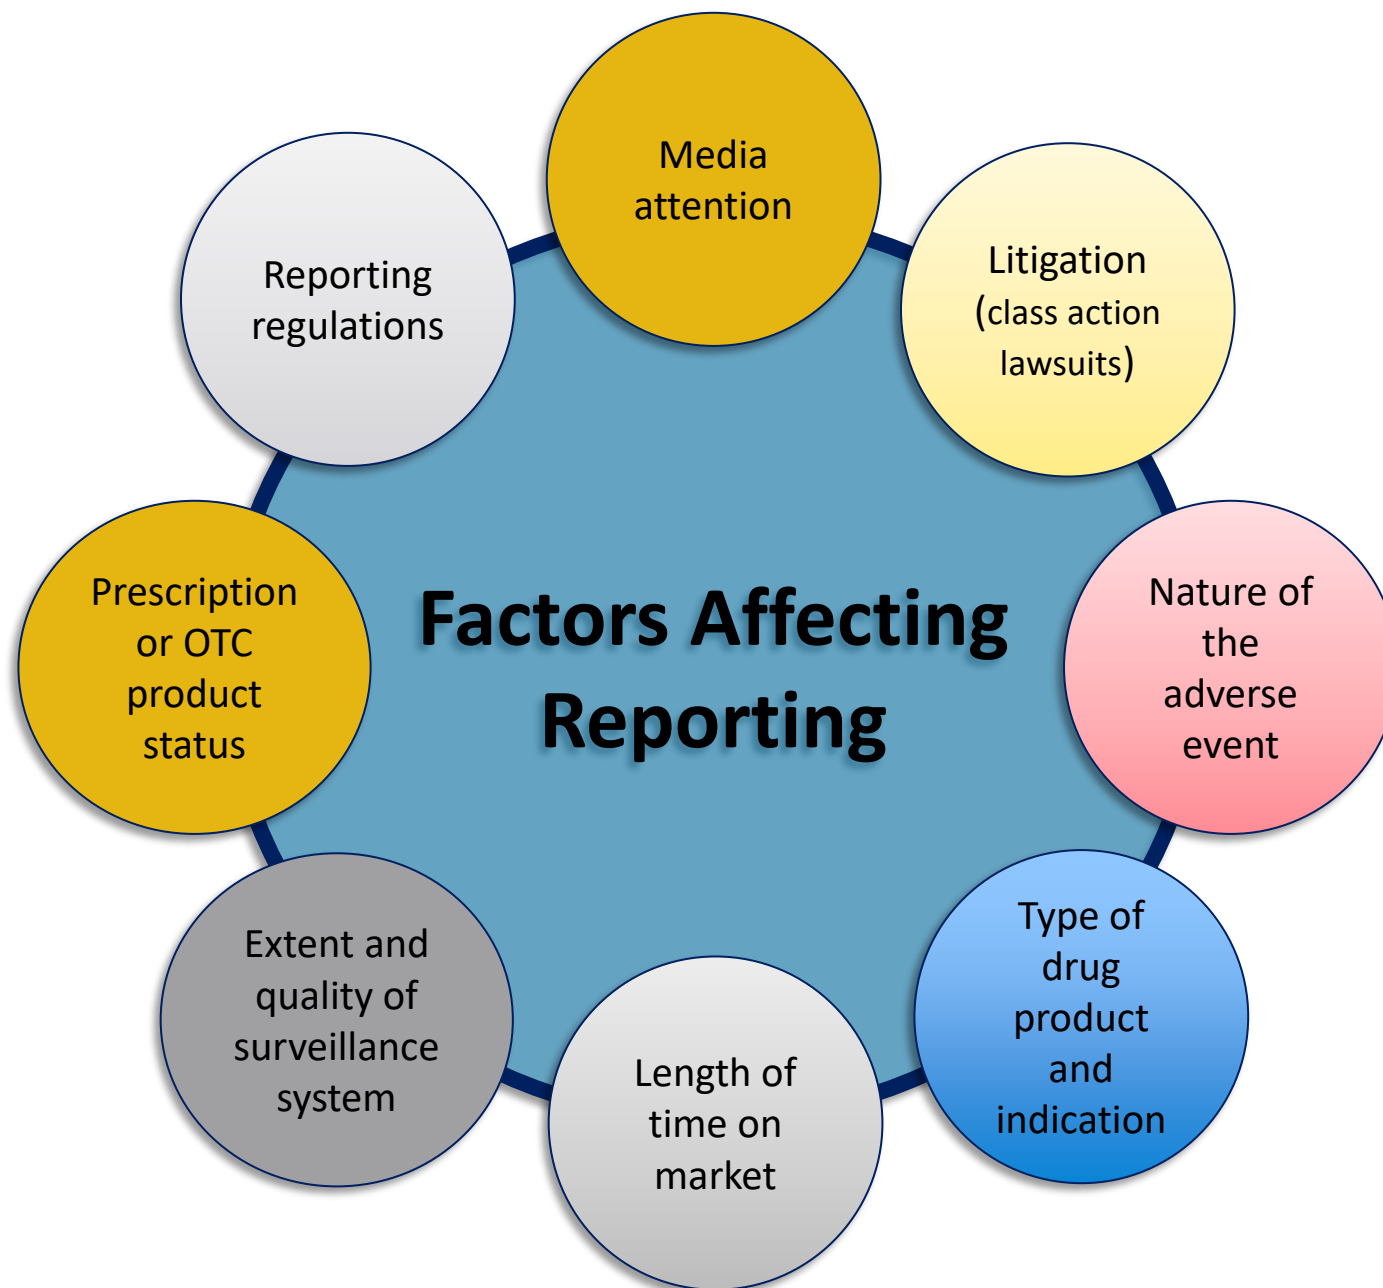 Media
attention
Litigation
(class action
lawsuits)
Nature of
the
adverse
event
Type of
drug
product
and
indication
Length of
time on
market
Extent and
quality of
surveillance
system
Prescription
or OTC
product
status
Reporting
regulations
Factors Affecting
Reporting